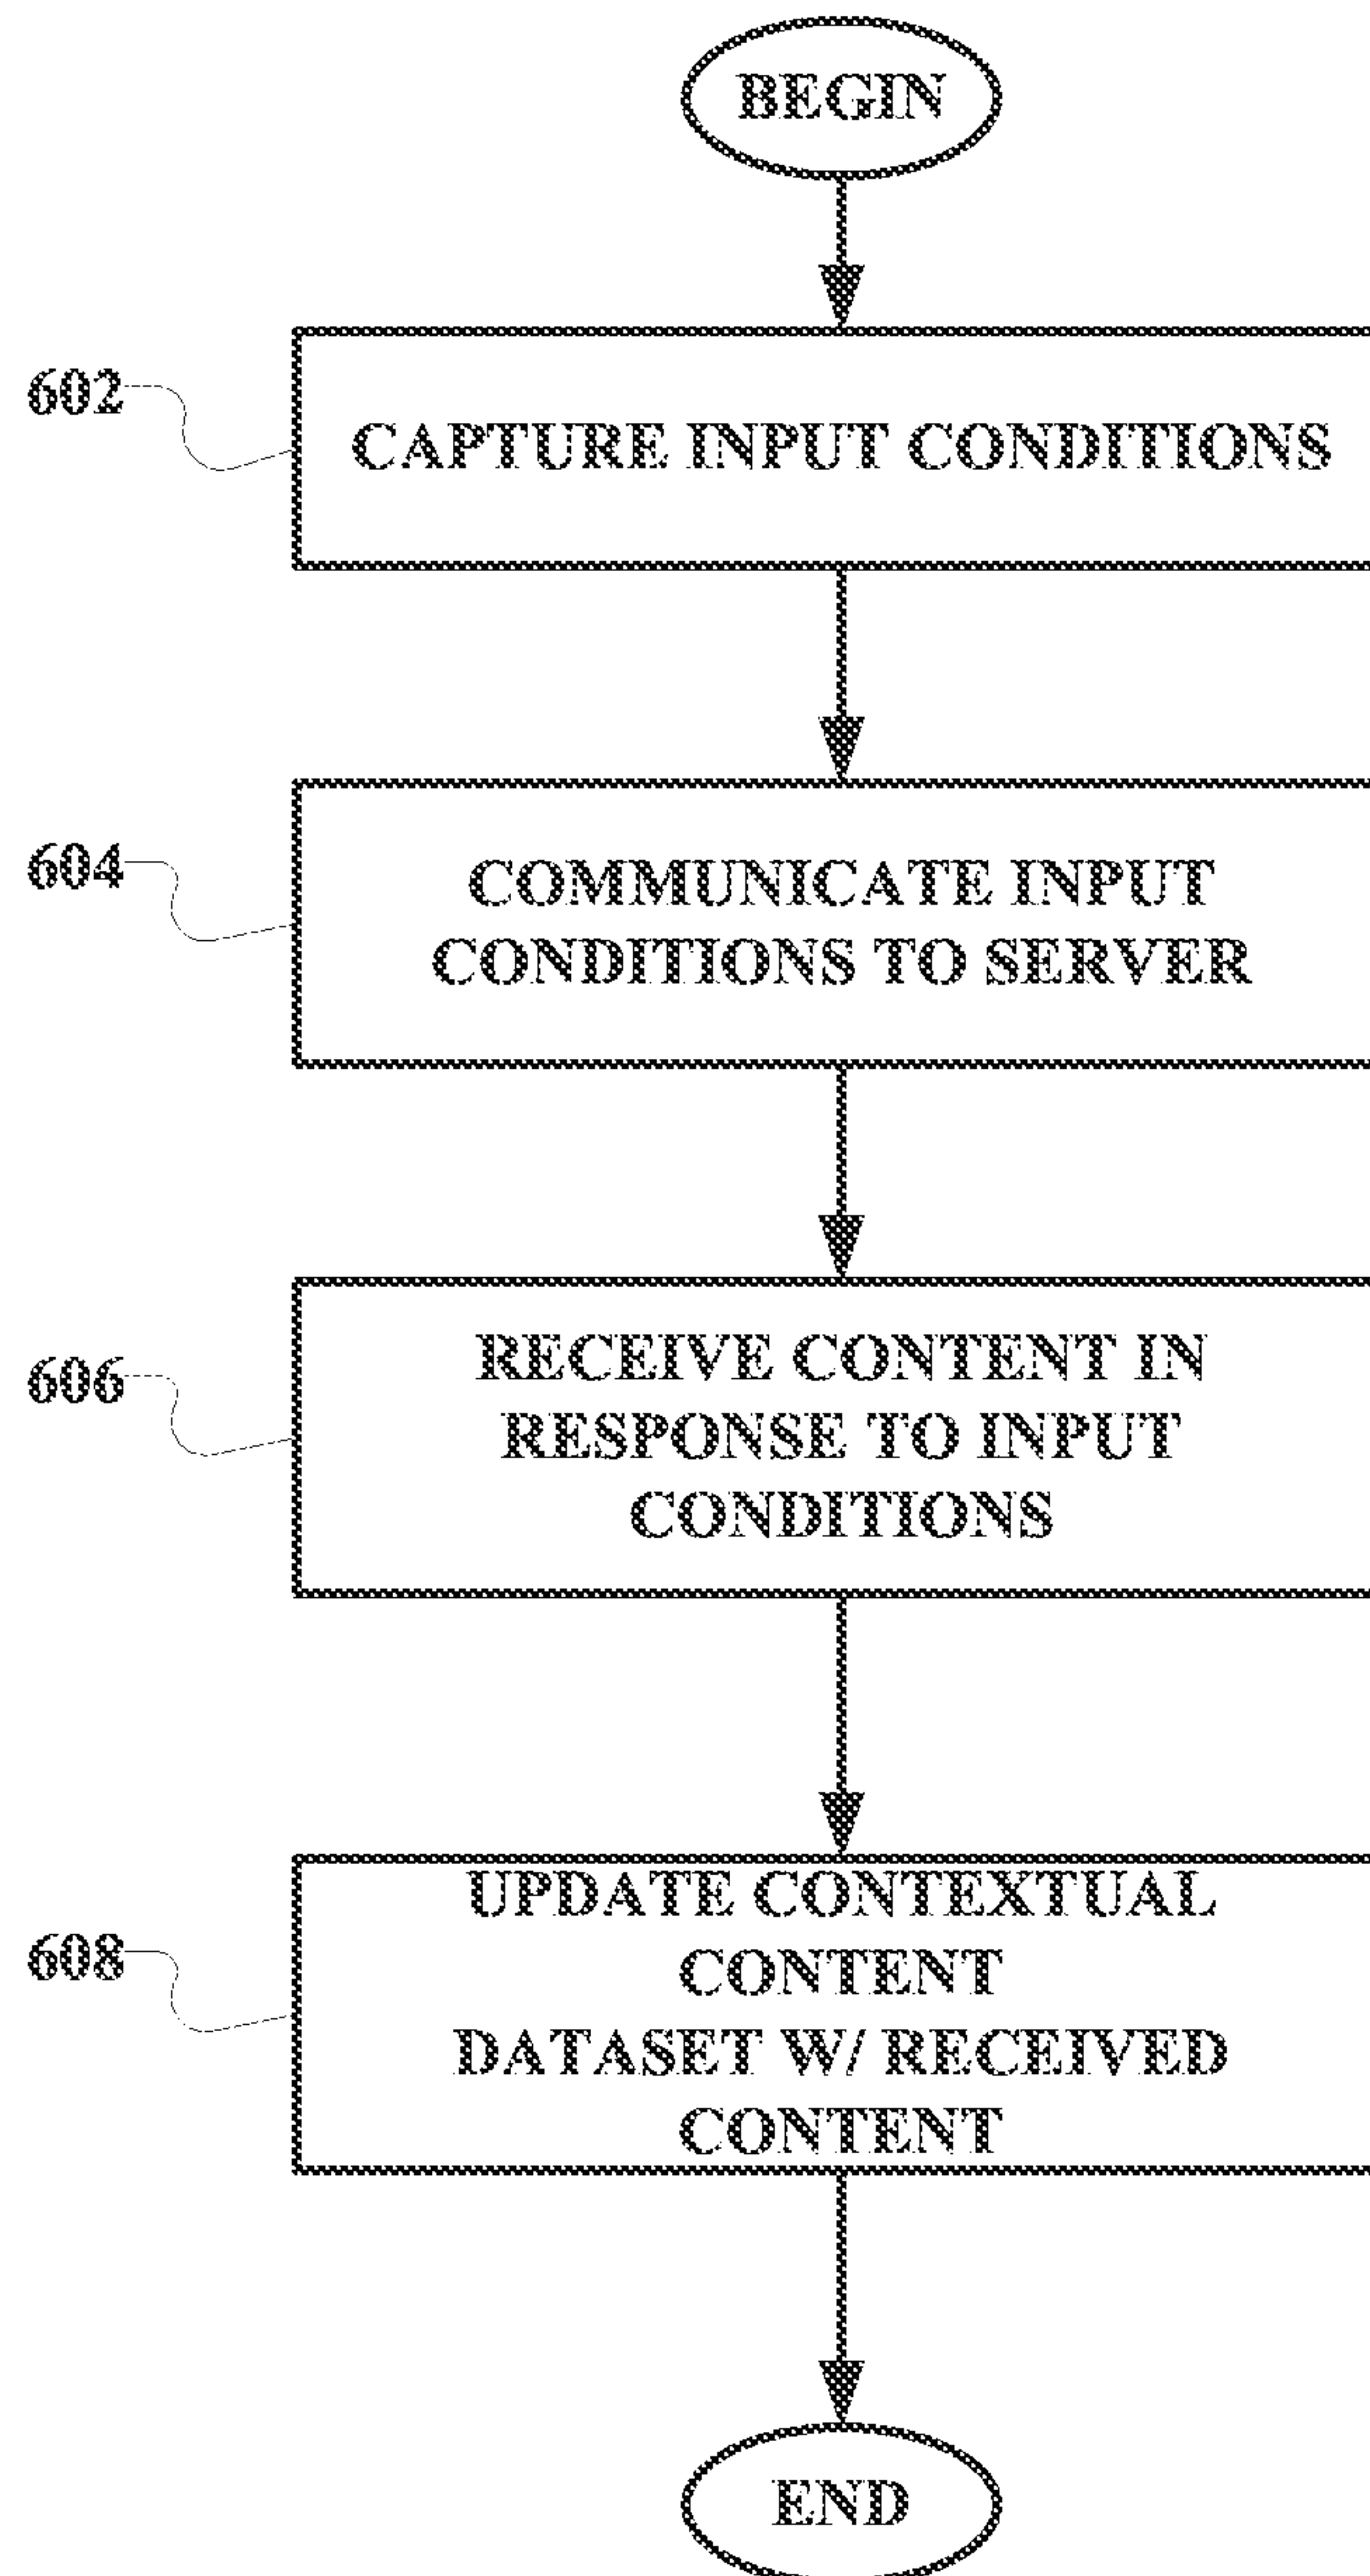 BEGIN
602
CAPTURE INPUT CONDITIONS
604
COMMUNICATE INPUT
CONDITIONS TO SERVER
606
RECEIVE CONTENT IN
RESPONSE TO INPUT
CONDITIONS
608
UPDATE CONTEXTUAL
CONTENT
DATASET W/ RECEIVED
CONTENT
END